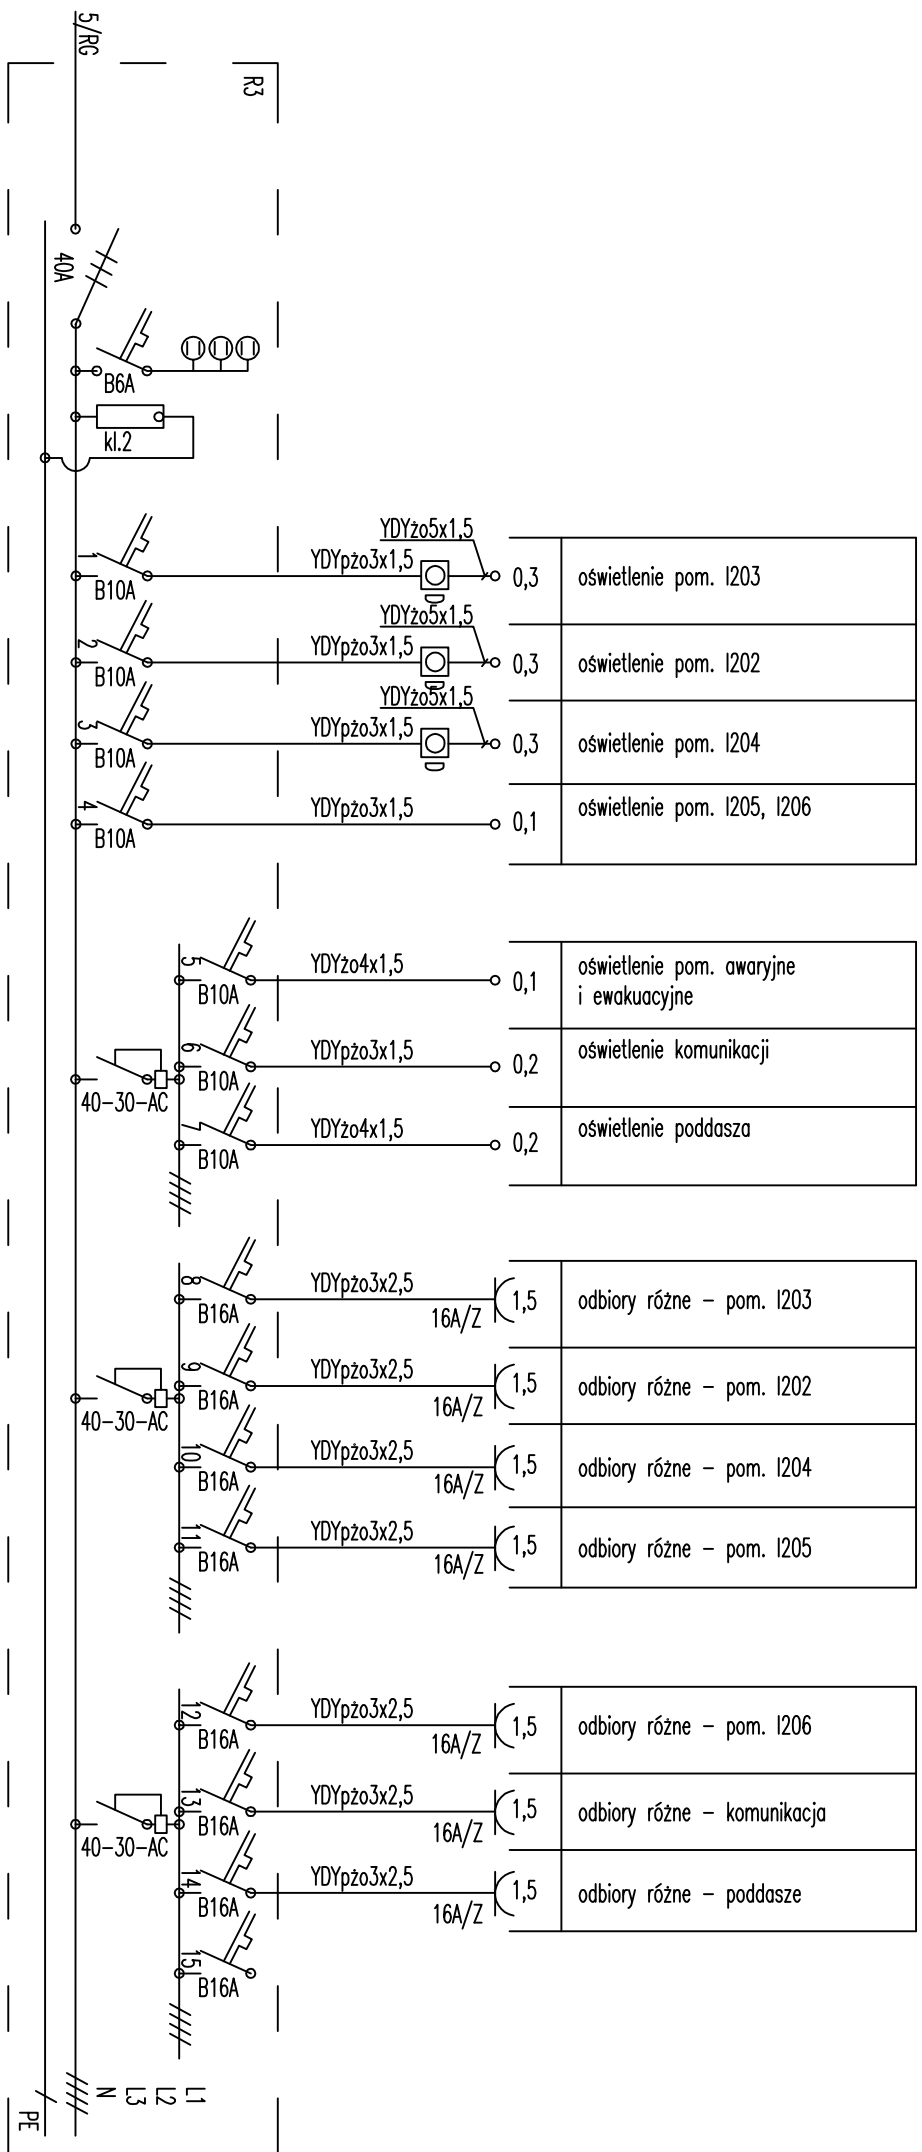 5/RG
R3
40A
B6A
kl.2
1
B10A
YDYpżo3x1,5
YDYżo5x1,5
D
0,3
oświetlenie pom. I203
2
B10A
YDYpżo3x1,5
YDYżo5x1,5
D
0,3
oświetlenie pom. I202
3
B10A
YDYpżo3x1,5
YDYżo5x1,5
D
0,3
oświetlenie pom. I204
4
B10A
YDYpżo3x1,5
0,1
oświetlenie pom. I205, I206
5
B10A
YDYżo4x1,5
0,1
oświetlenie pom. awaryjne
i ewakuacyjne
40-30-AC
6
B10A
YDYpżo3x1,5
0,2
oświetlenie komunikacji
7
B10A
YDYżo4x1,5
0,2
oświetlenie poddasza
8
B16A
YDYpżo3x2,5
16A/Z
1,5
odbiory różne - pom. I203
40-30-AC
9
B16A
YDYpżo3x2,5
16A/Z
1,5
odbiory różne - pom. I202
10
B16A
YDYpżo3x2,5
16A/Z
1,5
odbiory różne - pom. I204
11
B16A
YDYpżo3x2,5
16A/Z
1,5
odbiory różne - pom. I205
12
B16A
YDYpżo3x2,5
16A/Z
1,5
odbiory różne - pom. I206
40-30-AC
13
B16A
YDYpżo3x2,5
16A/Z
1,5
odbiory różne - komunikacja
14
B16A
YDYpżo3x2,5
16A/Z
1,5
odbiory różne - poddasze
15
B16A
L1
L2
L3
N
PE